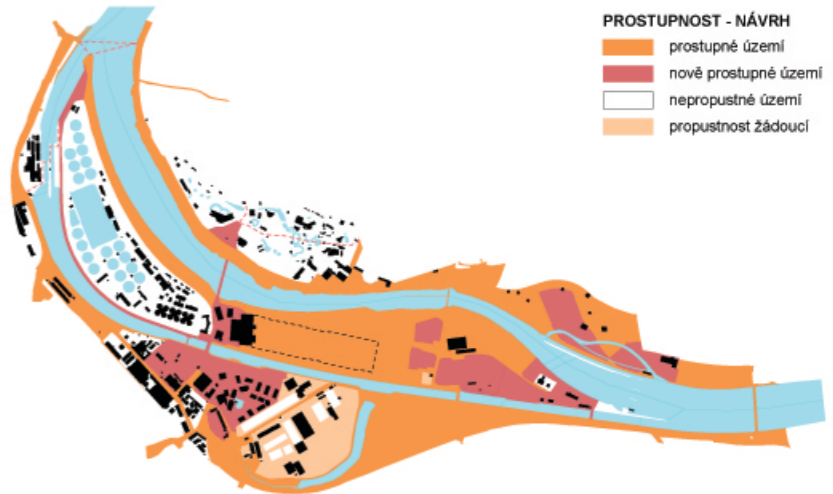 PROSTUPNOST - NÁVRH
prostupné území
nově prostupné území
nepropustné území
propustnost žádoucí